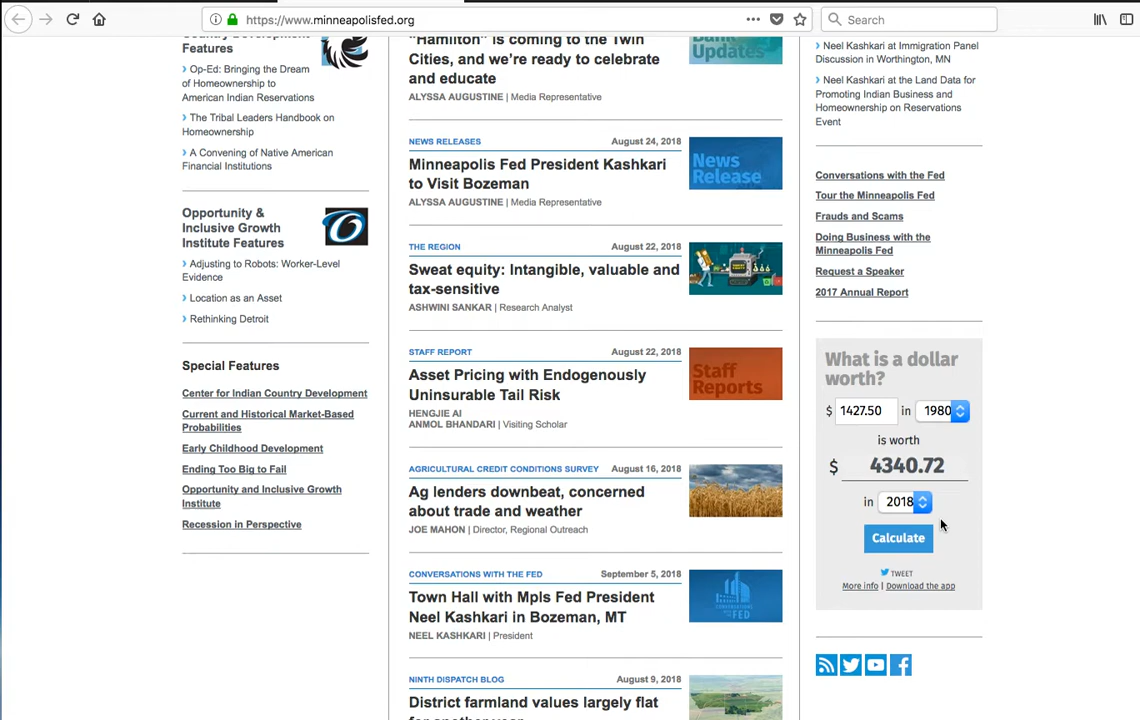 https://www.minneapolisfed.org
Search
Features
Op-Ed: Bringing the Dream
of Homeownership to
American Indian Reservations
The Tribal Leaders Handbook on
Homeownership
A Convening of Native American
Financial Institutions
Opportunity &
Inclusive Growth
Institute Features
Adjusting to Robots: Worker-Level
Evidence
Location as an Asset
Rethinking Detroit
Special Features
Center for Indian Country Development
Current and Historical Market-Based
Probabilities
Early Childhood Development
Ending Too Big to Fail
Opportunity and Inclusive Growth
Institute
Recession in Perspective
"Hamilton" is coming to the Twin
Cities, and we're ready to celebrate
and educate
ALYSSA AUGUSTINE | Media Representative
Updates
NEWS RELEASES August 24, 2018
Minneapolis Fed President Kashkari
to Visit Bozeman
ALYSSA AUGUSTINE | Media Representative
News
Release
THE REGION August 22, 2018
Sweat equity: Intangible, valuable and
tax-sensitive
ASHWINI SANKAR | Research Analyst
STAFF REPORT August 22, 2018
Asset Pricing with Endogenously
Uninsurable Tail Risk
HENGJIE AI
ANMOL BHANDARI | Visiting Scholar
Staff
Reports
AGRICULTURAL CREDIT CONDITIONS SURVEY August 16, 2018
Ag lenders downbeat, concerned
about trade and weather
JOE MAHON | Director, Regional Outreach
CONVERSATIONS WITH THE FED September 5, 2018
Town Hall with Mpls Fed President
Neel Kashkari in Bozeman, MT
NEEL KASHKARI | President
NINTH DISPATCH BLOG August 9, 2018
District farmland values largely flat
Neel Kashkari at Immigration Panel
Discussion in Worthington, MN
Neel Kashkari at the Land Data for
Promoting Indian Business and
Homeownership on Reservations
Event
Conversations with the Fed
Tour the Minneapolis Fed
Frauds and Scams
Doing Business with the
Minneapolis Fed
Request a Speaker
2017 Annual Report
What is a dollar
worth?
$ 1427.50 in 1980
is worth
$ 4340.72
in 2018
Calculate
TWEET
More info | Download the app